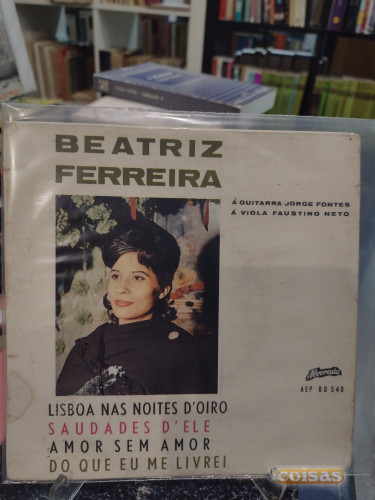 BEATRIZ
FERREIRA
Á GUITARRA JORGE FONTES
Á VIOLA FAUSTINO NETO
Alvorada
AEP 60 540
LISBOA NAS NOITES D'OIRO
SAUDADES D'ELE
AMOR SEM AMOR
DO QUE EU ME LIVREI
coisas